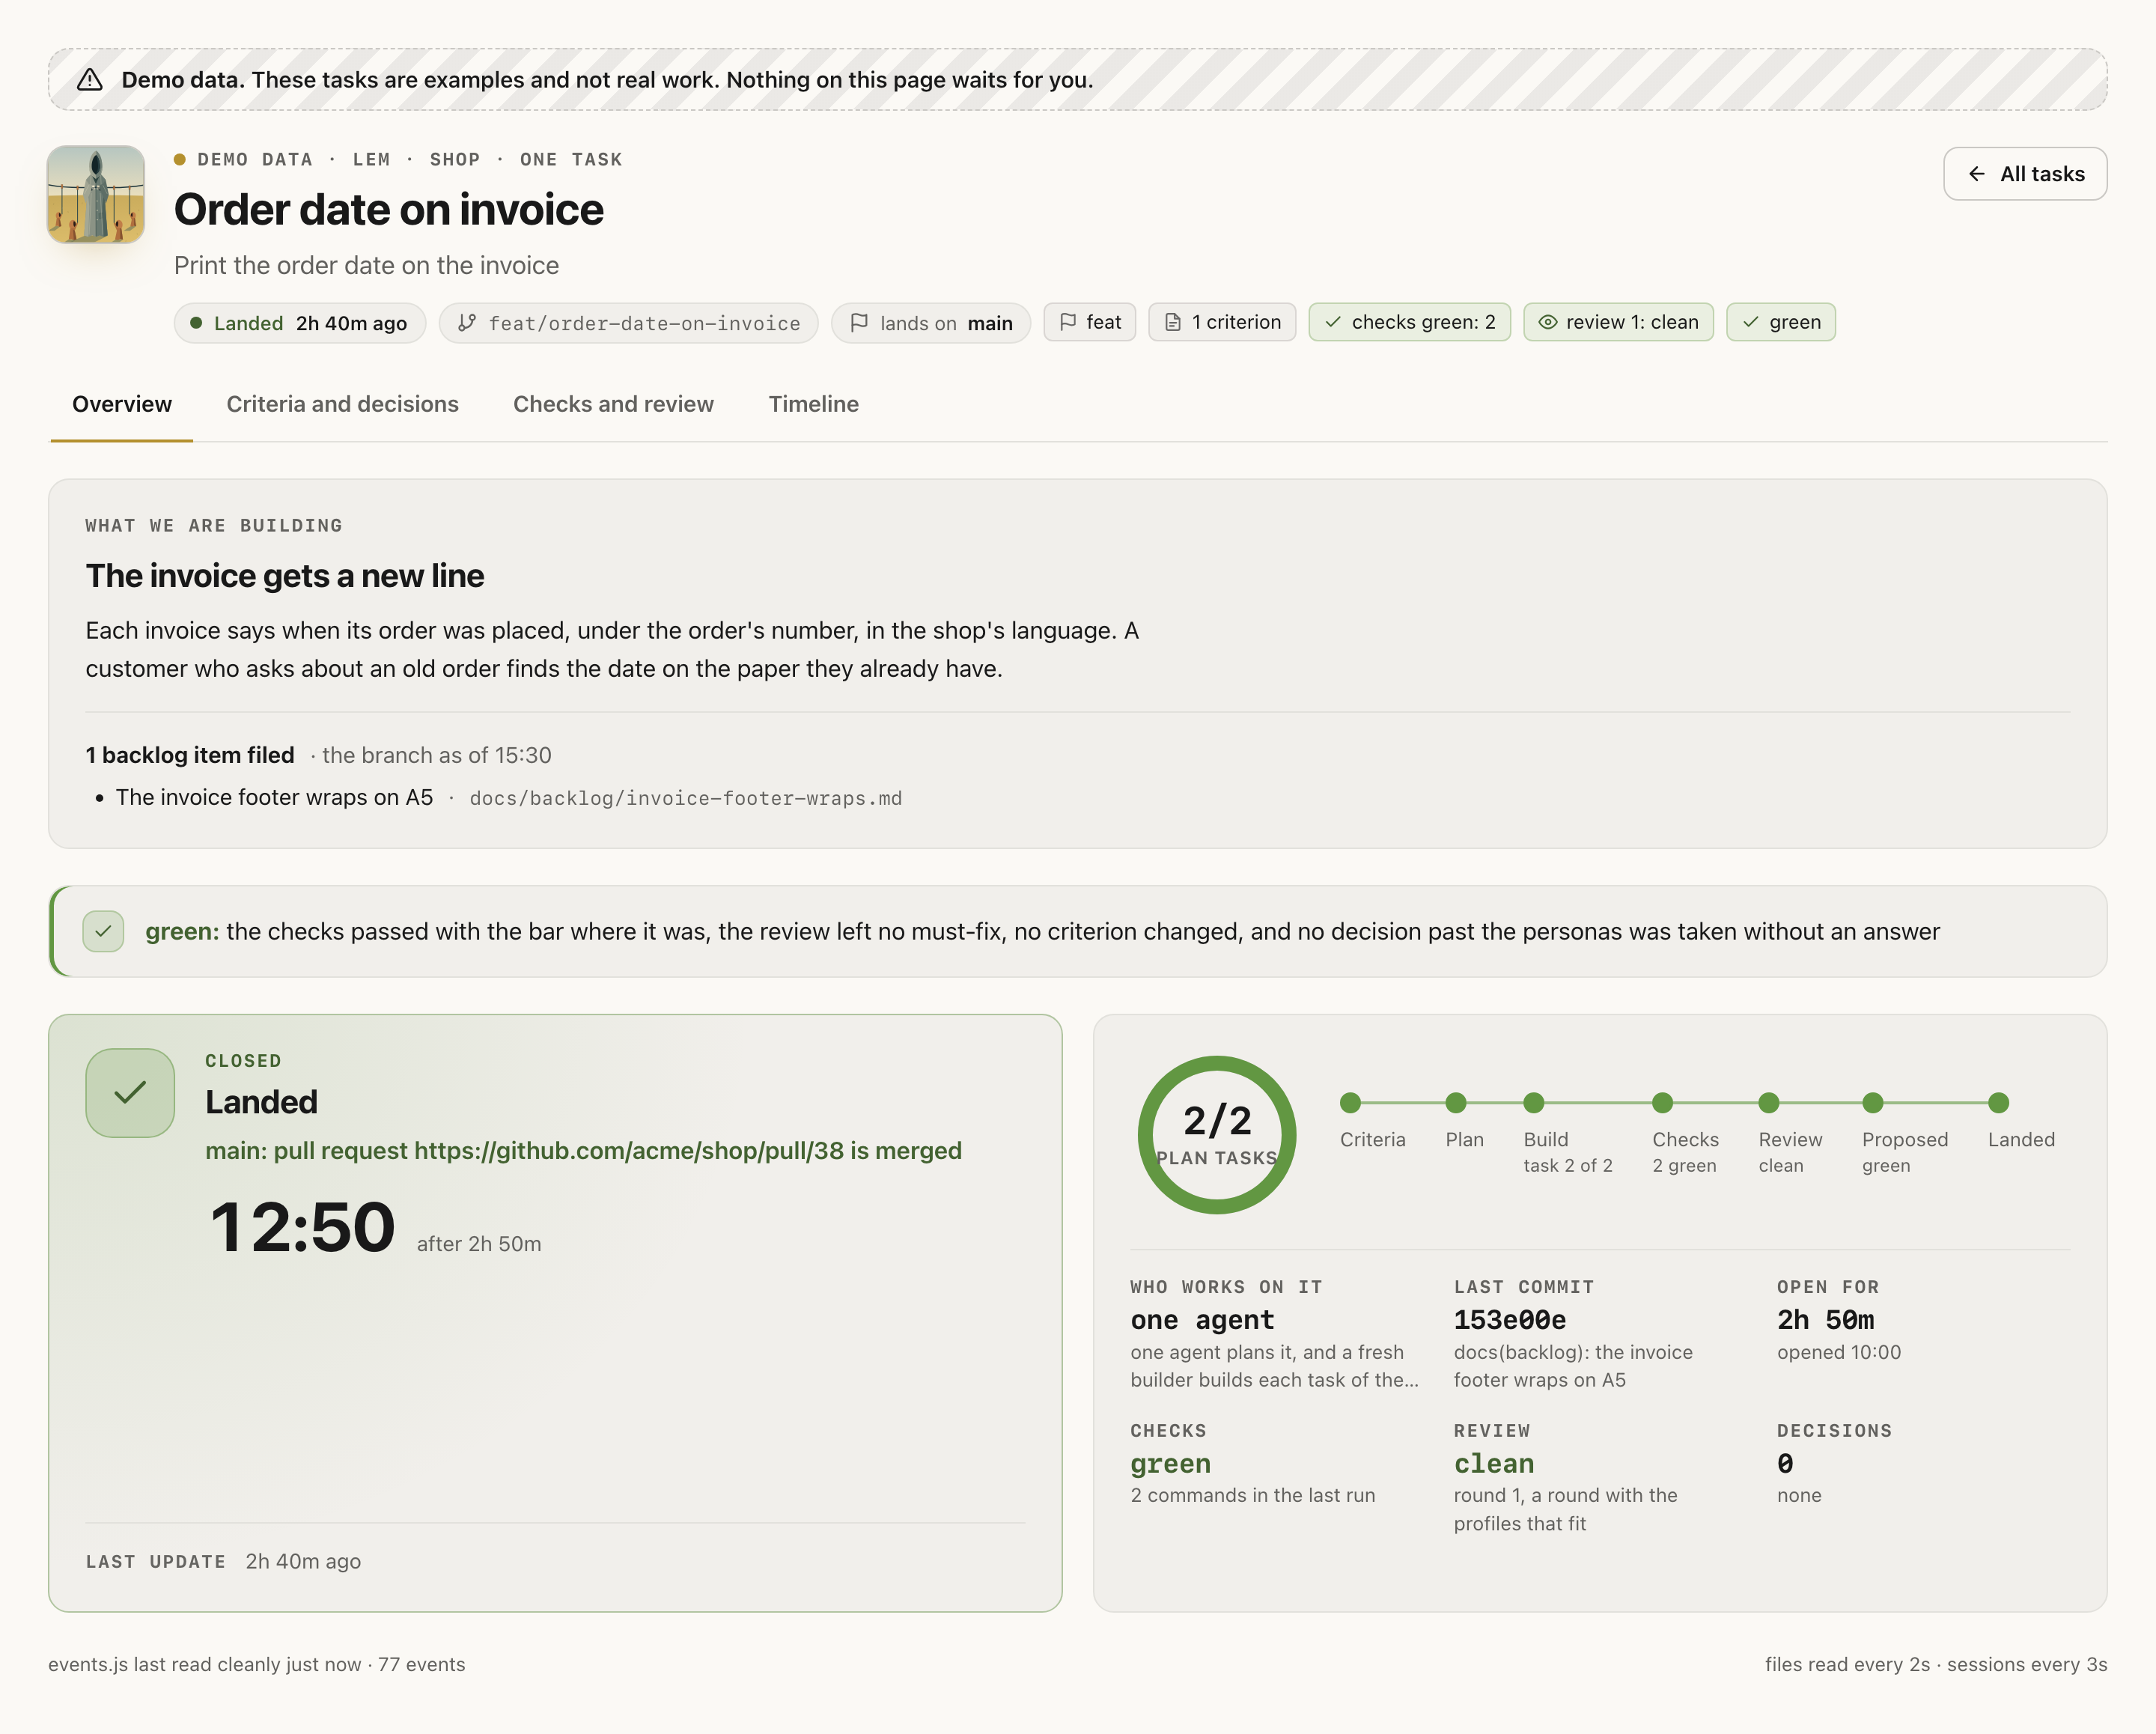 Demo data. These tasks are examples and not real work. Nothing on this page waits for you.
DEMO DATA · LEM · SHOP · ONE TASK
All tasks
Order date on invoice
Print the order date on the invoice
Landed 2h 40m ago
feat/order-date-on-invoice
lands on main
feat
1 criterion
checks green: 2
review 1: clean
green
Overview
Criteria and decisions
Checks and review
Timeline
WHAT WE ARE BUILDING
The invoice gets a new line
Each invoice says when its order was placed, under the order's number, in the shop's language. A
customer who asks about an old order finds the date on the paper they already have.
1 backlog item filed · the branch as of 15:30
• The invoice footer wraps on A5 · docs/backlog/invoice-footer-wraps.md
green: the checks passed with the bar where it was, the review left no must-fix, no criterion changed, and no decision past the personas was taken without an answer
CLOSED
Landed
main: pull request https://github.com/acme/shop/pull/38 is merged
12:50 after 2h 50m
LAST UPDATE 2h 40m ago
2/2
PLAN TASKS
Criteria
Plan
Build
task 2 of 2
Checks
2 green
Review
clean
Proposed
green
Landed
WHO WORKS ON IT
one agent
one agent plans it, and a fresh
builder builds each task of the…
LAST COMMIT
153e00e
docs(backlog): the invoice
footer wraps on A5
OPEN FOR
2h 50m
opened 10:00
CHECKS
green
2 commands in the last run
REVIEW
clean
round 1, a round with the
profiles that fit
DECISIONS
0
none
events.js last read cleanly just now · 77 events
files read every 2s · sessions every 3s